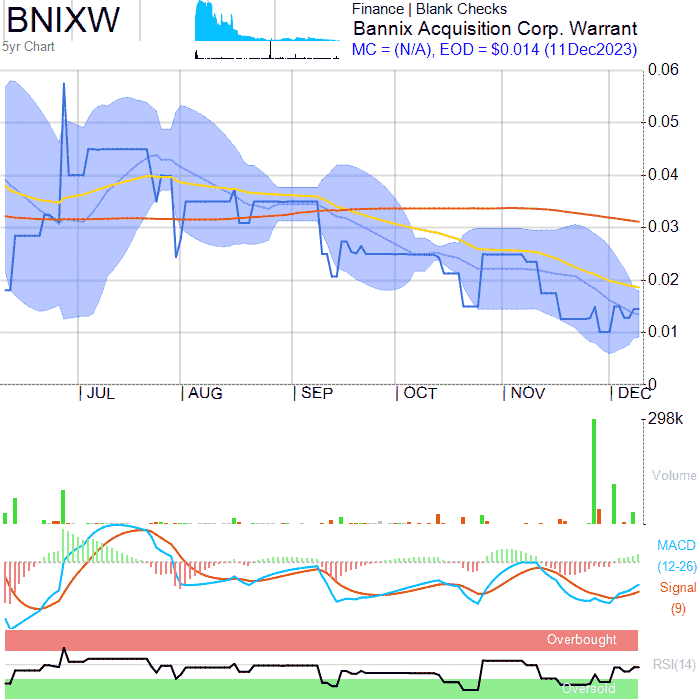 BNIXW
5yr Chart
Finance | Blank Checks
Bannix Acquisition Corp. Warrant
MC = (N/A), EOD = $0.014 (11Dec2023)
0.06
0.05
0.04
0.03
0.02
0.01
0
JUL AUG SEP OCT NOV DEC
298k
Volume
MACD
(12-26)
Signal
(9)
Overbought
RSI(14)
Oversold